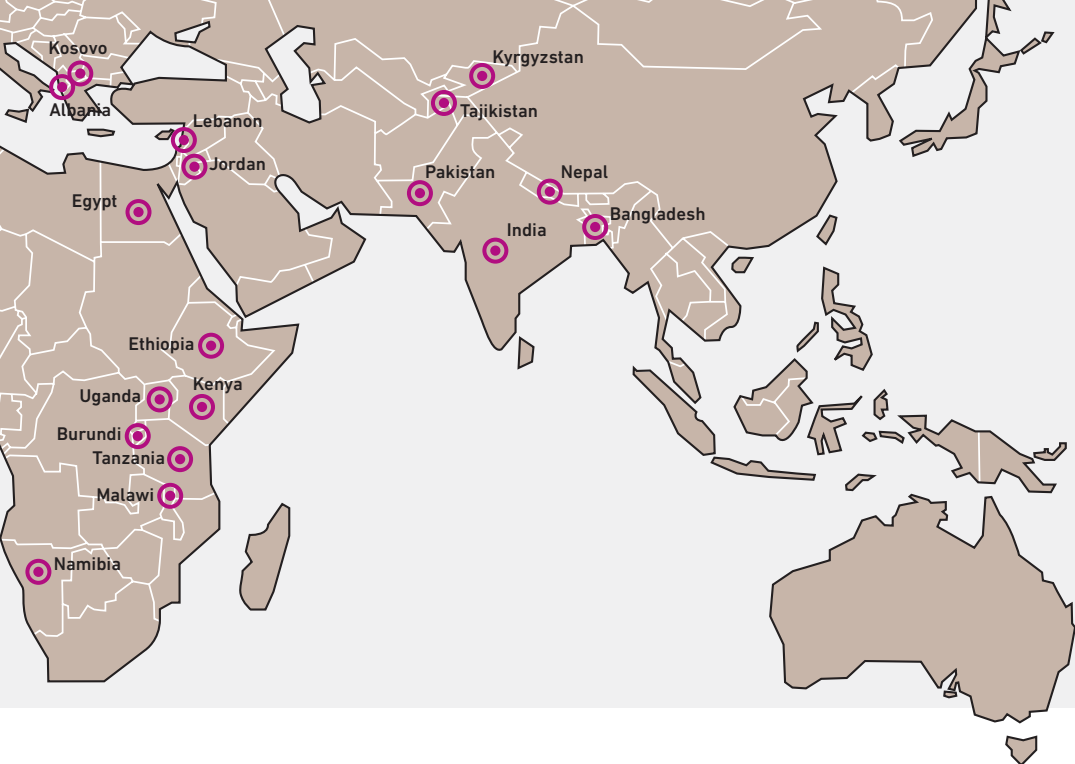 Kosovo
Kyrgyzstan
Albania
Tajikistan
Lebanon
Jordan
Pakistan
Nepal
Egypt
Bangladesh
India
Ethiopia
Kenya
Uganda
Burundi
Tanzania
Malawi
Namibia